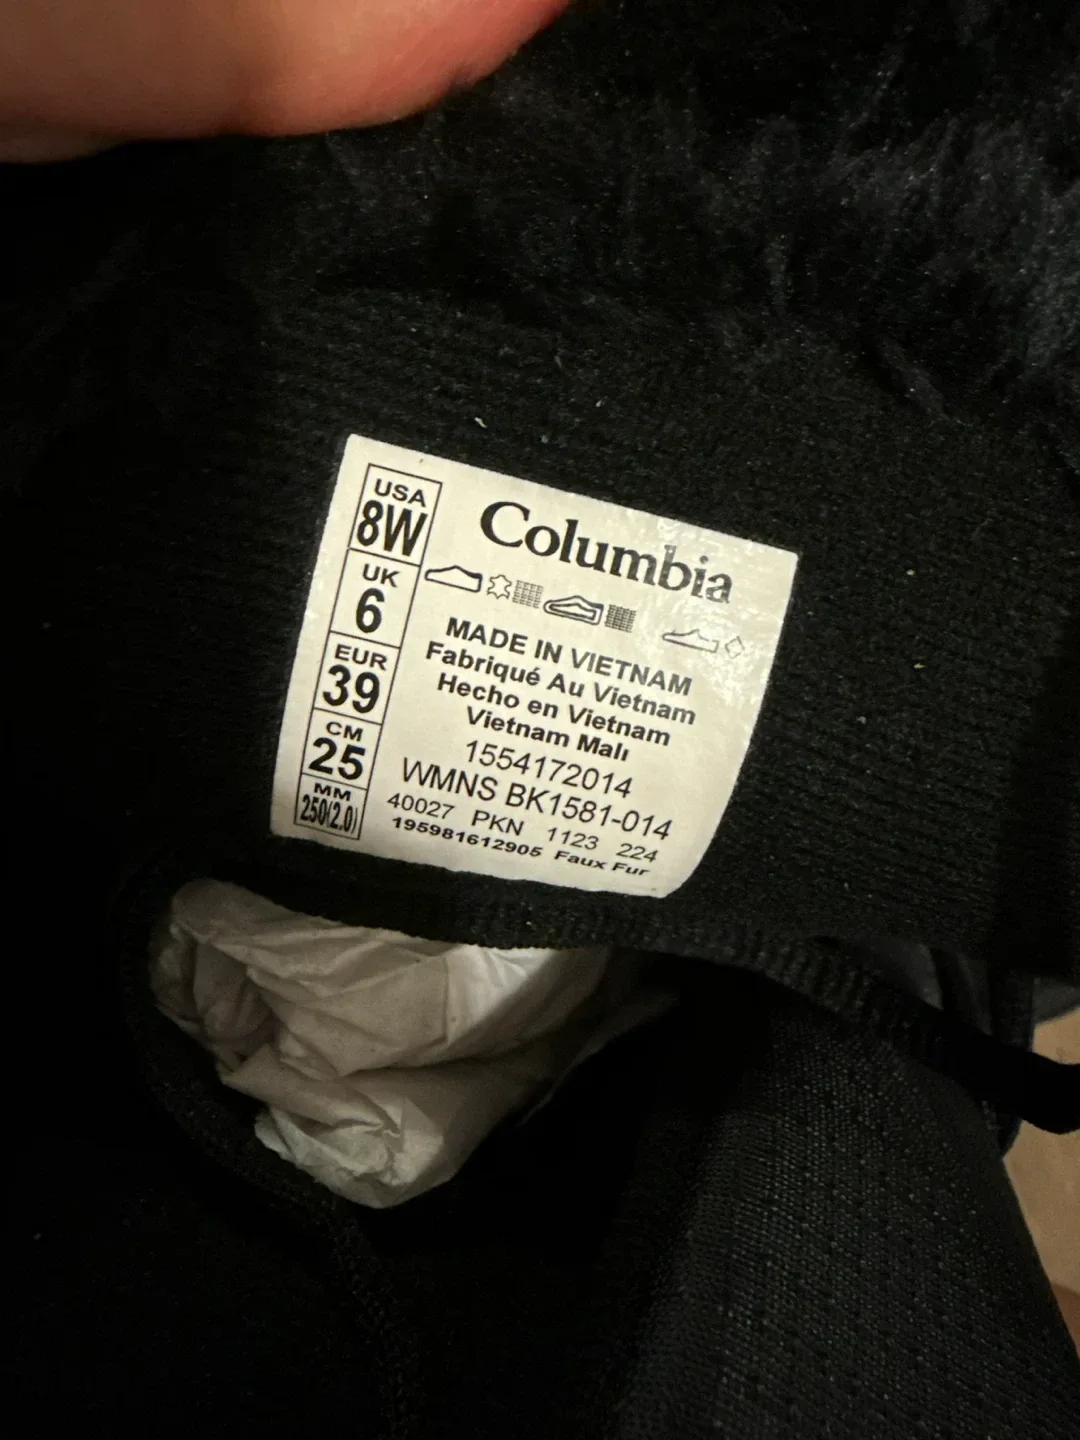 USA
8W
UK
6
EUR
39
CM
25
MM
250(2.0)
Columbia
MADE IN VIETNAM
Fabriqué Au Vietnam
Hecho en Vietnam
Vietnam Malı
1554172014
WMNS BK1581-014
40027 PKN 1123 224
195981612905 Faux Fur